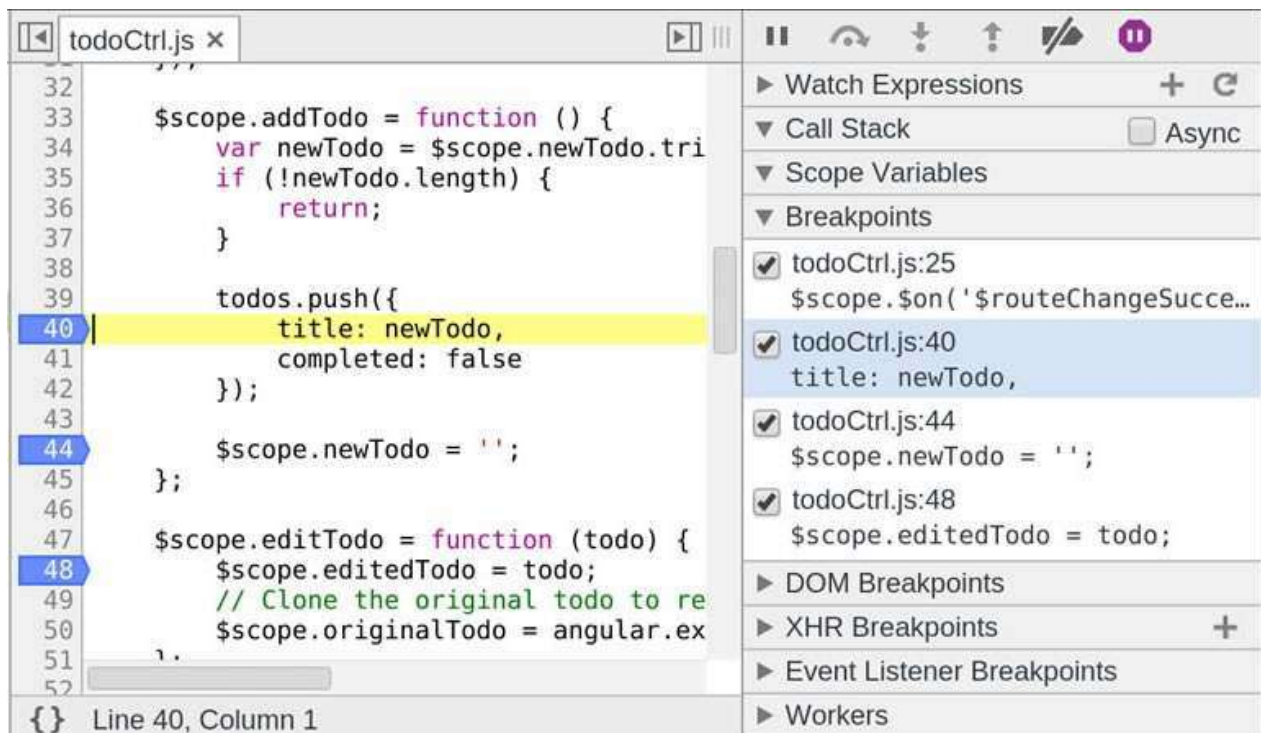 todoCtrl.js ×
32
33 $scope.addTodo = function () {
34 var newTodo = $scope.newTodo.tri
35 if (!newTodo.length) {
36 return;
37 }
38
39 todos.push({
40 title: newTodo,
41 completed: false
42 });
43
44 $scope.newTodo = '';
45 };
46
47 $scope.editTodo = function (todo) {
48 $scope.editedTodo = todo;
49 // Clone the original todo to re
50 $scope.originalTodo = angular.ex
51 };
52
{} Line 40, Column 1
Watch Expressions
Call Stack Async
Scope Variables
Breakpoints
todoCtrl.js:25
$scope.$on('$routeChangeSucce…
todoCtrl.js:40
title: newTodo,
todoCtrl.js:44
$scope.newTodo = '';
todoCtrl.js:48
$scope.editedTodo = todo;
DOM Breakpoints
XHR Breakpoints
Event Listener Breakpoints
Workers